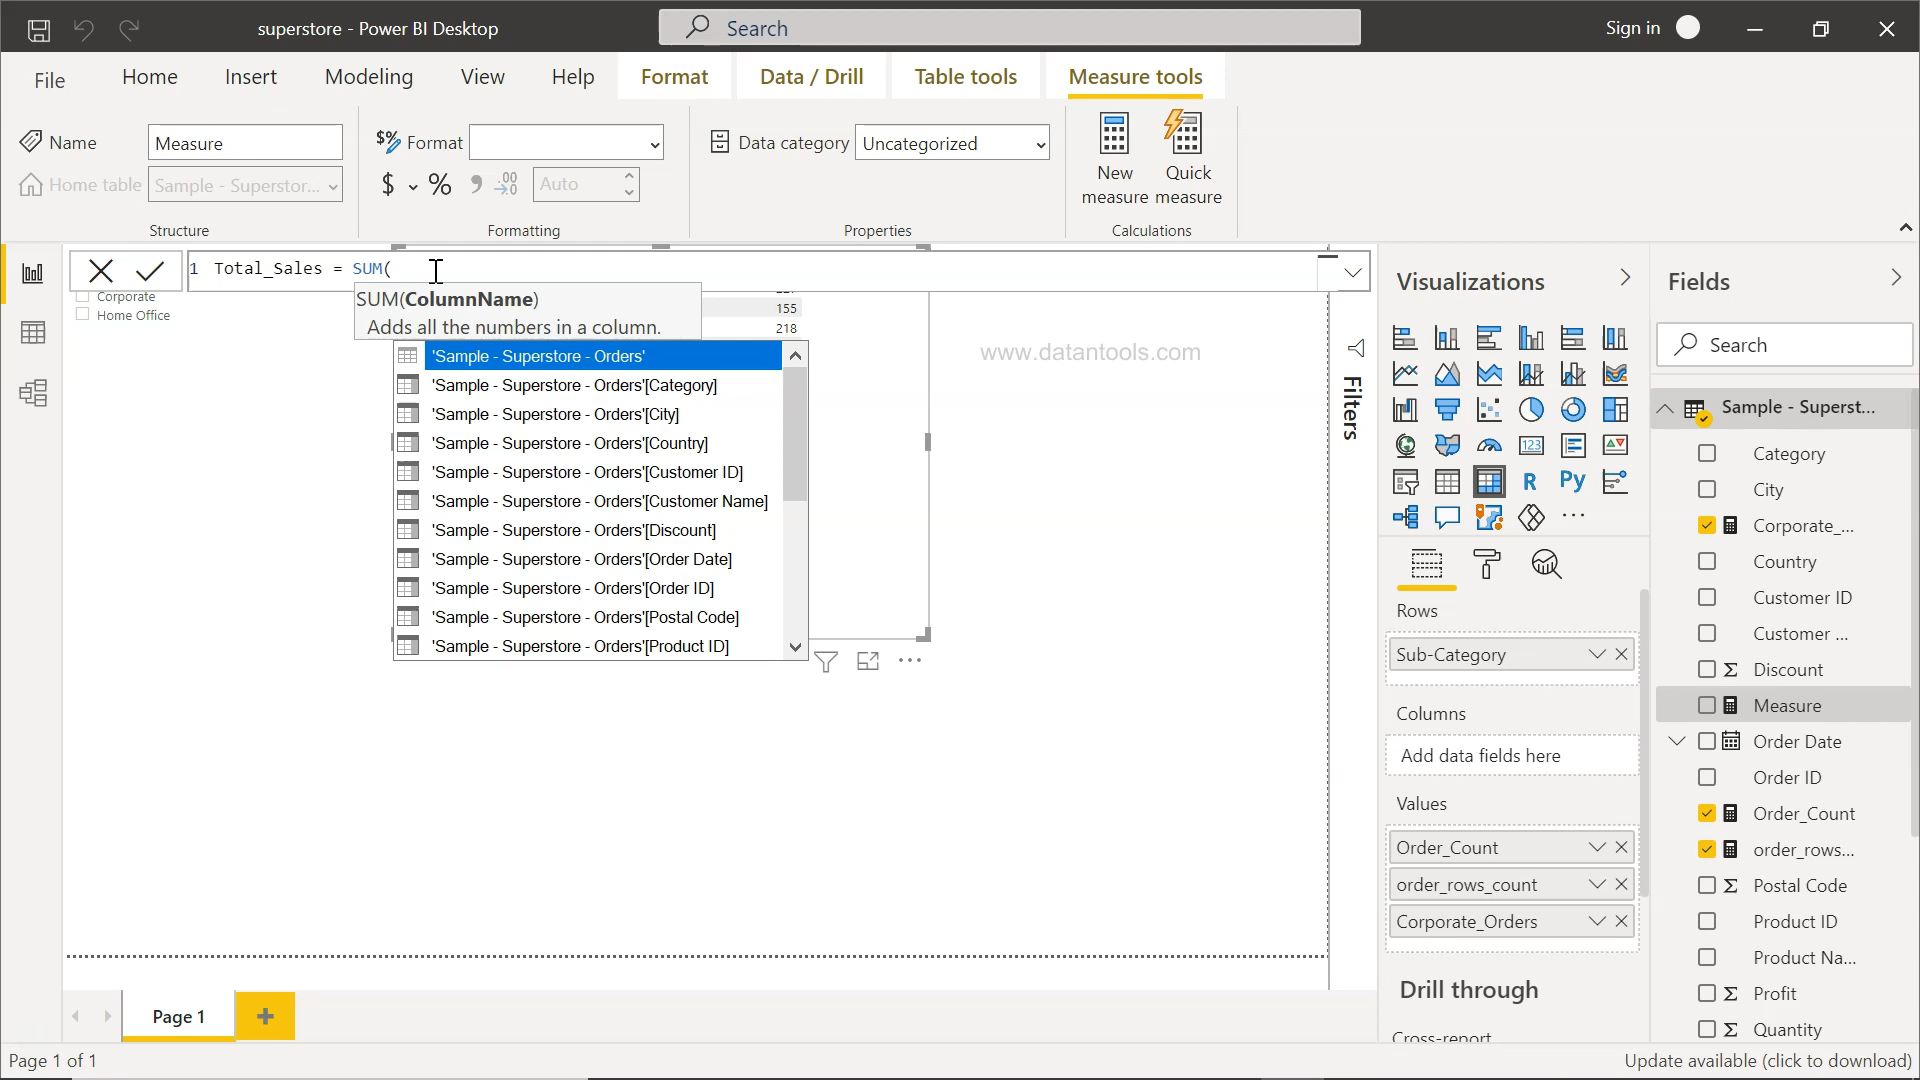 superstore - Power BI Desktop
Search
Sign in
File
Home
Insert
Modeling
View
Help
Format
Data / Drill
Table tools
Measure tools
Name
Measure
Home table
Sample - Superstor...
Structure
$% Format
$
%
Auto
Formatting
Data category
Uncategorized
Properties
New measure
Quick measure
Calculations
1 Total_Sales = SUM(
SUM(ColumnName)
Adds all the numbers in a column.
Corporate
Home Office
155
218
'Sample - Superstore - Orders'
'Sample - Superstore - Orders'[Category]
'Sample - Superstore - Orders'[City]
'Sample - Superstore - Orders'[Country]
'Sample - Superstore - Orders'[Customer ID]
'Sample - Superstore - Orders'[Customer Name]
'Sample - Superstore - Orders'[Discount]
'Sample - Superstore - Orders'[Order Date]
'Sample - Superstore - Orders'[Order ID]
'Sample - Superstore - Orders'[Postal Code]
'Sample - Superstore - Orders'[Product ID]
www.datantools.com
Filters
Visualizations
123
R
Py
Rows
Sub-Category
Columns
Add data fields here
Values
Order_Count
order_rows_count
Corporate_Orders
Drill through
Cross-report
Fields
Search
Sample - Superst...
Category
City
Corporate_...
Country
Customer ID
Customer ...
Σ Discount
Measure
Order Date
Order ID
Order_Count
order_rows...
Σ Postal Code
Product ID
Product Na...
Σ Profit
Σ Quantity
Page 1
Page 1 of 1
Update available (click to download)